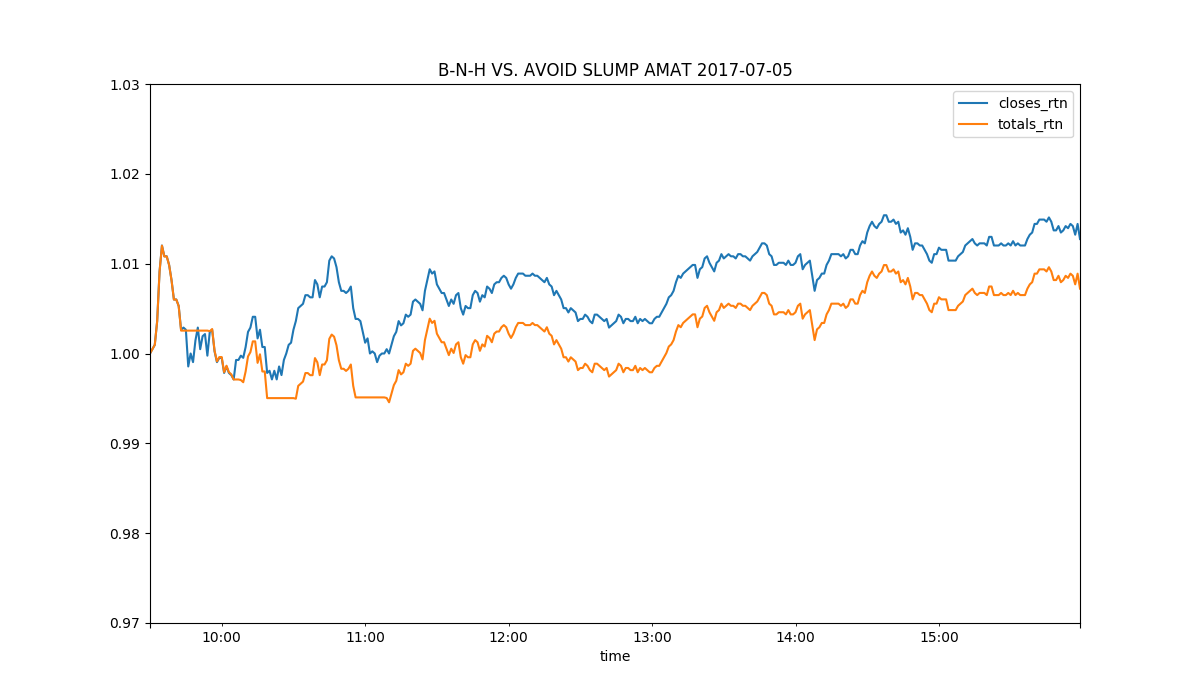 B-N-H VS. AVOID SLUMP AMAT 2017-07-05
1.03
1.02
1.01
1.00
0.99
0.98
0.97
closes_rtn
totals_rtn
10:00 11:00 12:00 13:00 14:00 15:00
time